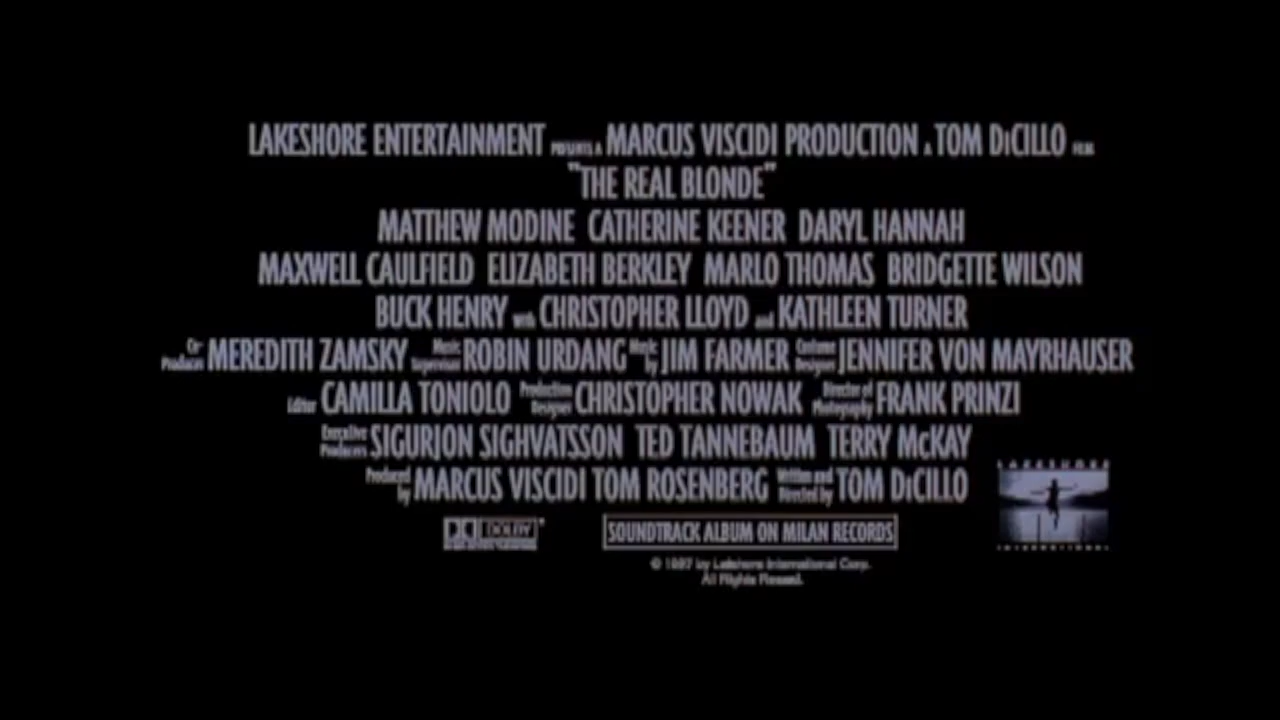 LAKESHORE ENTERTAINMENT PRESENTS A MARCUS VISCIDI PRODUCTION A TOM DiCILLO FILM
"THE REAL BLONDE"
MATTHEW MODINE CATHERINE KEENER DARYL HANNAH
MAXWELL CAULFIELD ELIZABETH BERKLEY MARLO THOMAS BRIDGETTE WILSON
BUCK HENRY with CHRISTOPHER LLOYD and KATHLEEN TURNER
Co-Producer MEREDITH ZAMSKY Music Supervisor ROBIN URDANG Music by JIM FARMER Costume Designer JENNIFER VON MAYRHAUSER
Editor CAMILLA TONIOLO Production Designer CHRISTOPHER NOWAK Director of Photography FRANK PRINZI
Executive Producers SIGURJON SIGHVATSSON TED TANNEBAUM TERRY McKAY
Produced by MARCUS VISCIDI TOM ROSENBERG Written and Directed by TOM DiCILLO
LAKESHORE
INTERNATIONAL
DOLBY
SOUNDTRACK ALBUM ON MILAN RECORDS
© 1997 by Lakeshore International Corp.
All Rights Reserved.